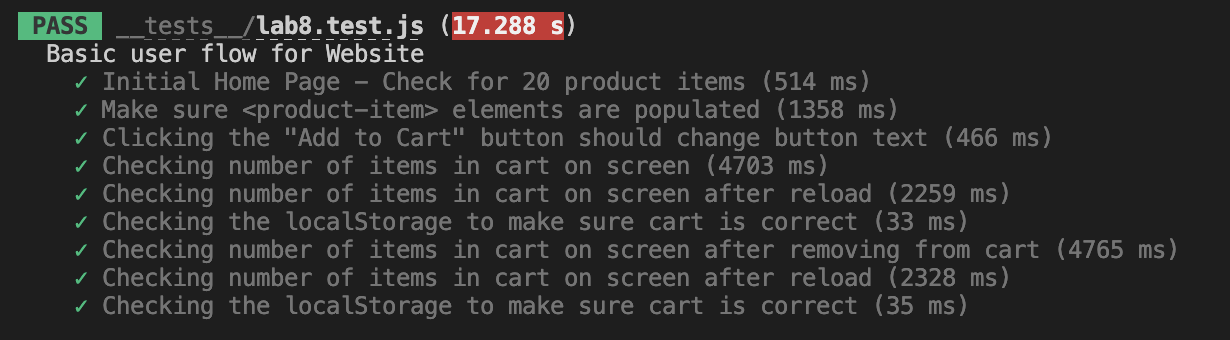 PASS __tests__/lab8.test.js (17.288 s)
Basic user flow for Website
✓ Initial Home Page – Check for 20 product items (514 ms)
✓ Make sure <product-item> elements are populated (1358 ms)
✓ Clicking the "Add to Cart" button should change button text (466 ms)
✓ Checking number of items in cart on screen (4703 ms)
✓ Checking number of items in cart on screen after reload (2259 ms)
✓ Checking the localStorage to make sure cart is correct (33 ms)
✓ Checking number of items in cart on screen after removing from cart (4765 ms)
✓ Checking number of items in cart on screen after reload (2328 ms)
✓ Checking the localStorage to make sure cart is correct (35 ms)